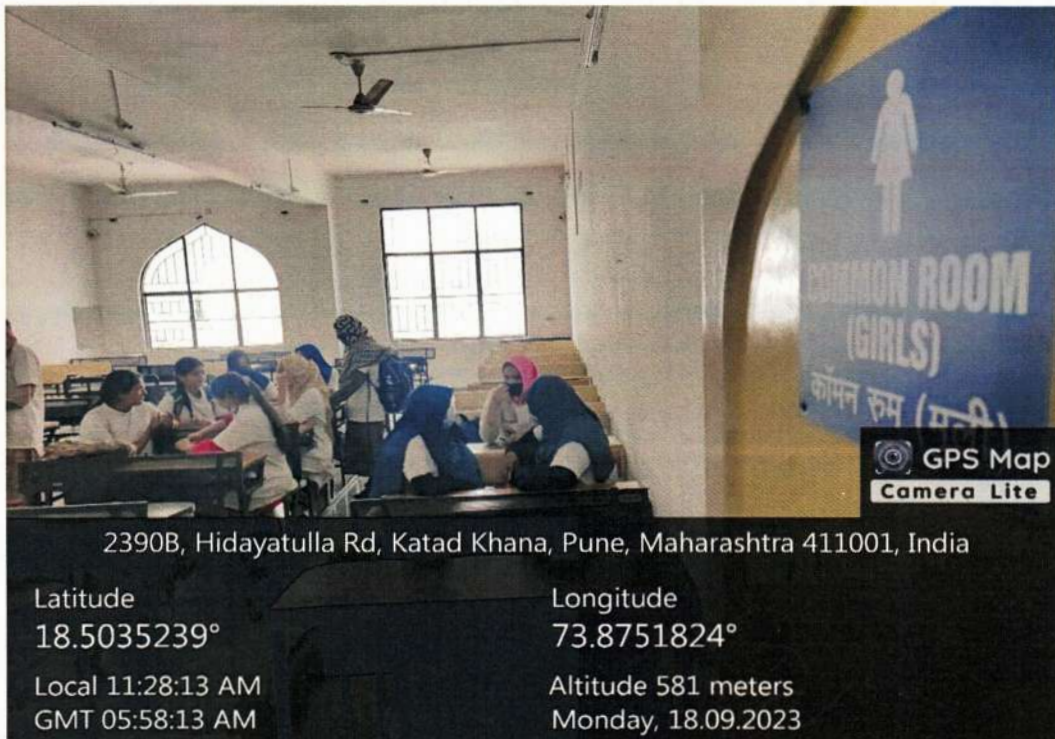 COMMON ROOM
(GIRLS)
कॉमन रुम (मुली)
GPS Map
Camera Lite
2390B, Hidayatulla Rd, Katad Khana, Pune, Maharashtra 411001, India
Latitude
18.5035239°
Longitude
73.8751824°
Local 11:28:13 AM
GMT 05:58:13 AM
Altitude 581 meters
Monday, 18.09.2023